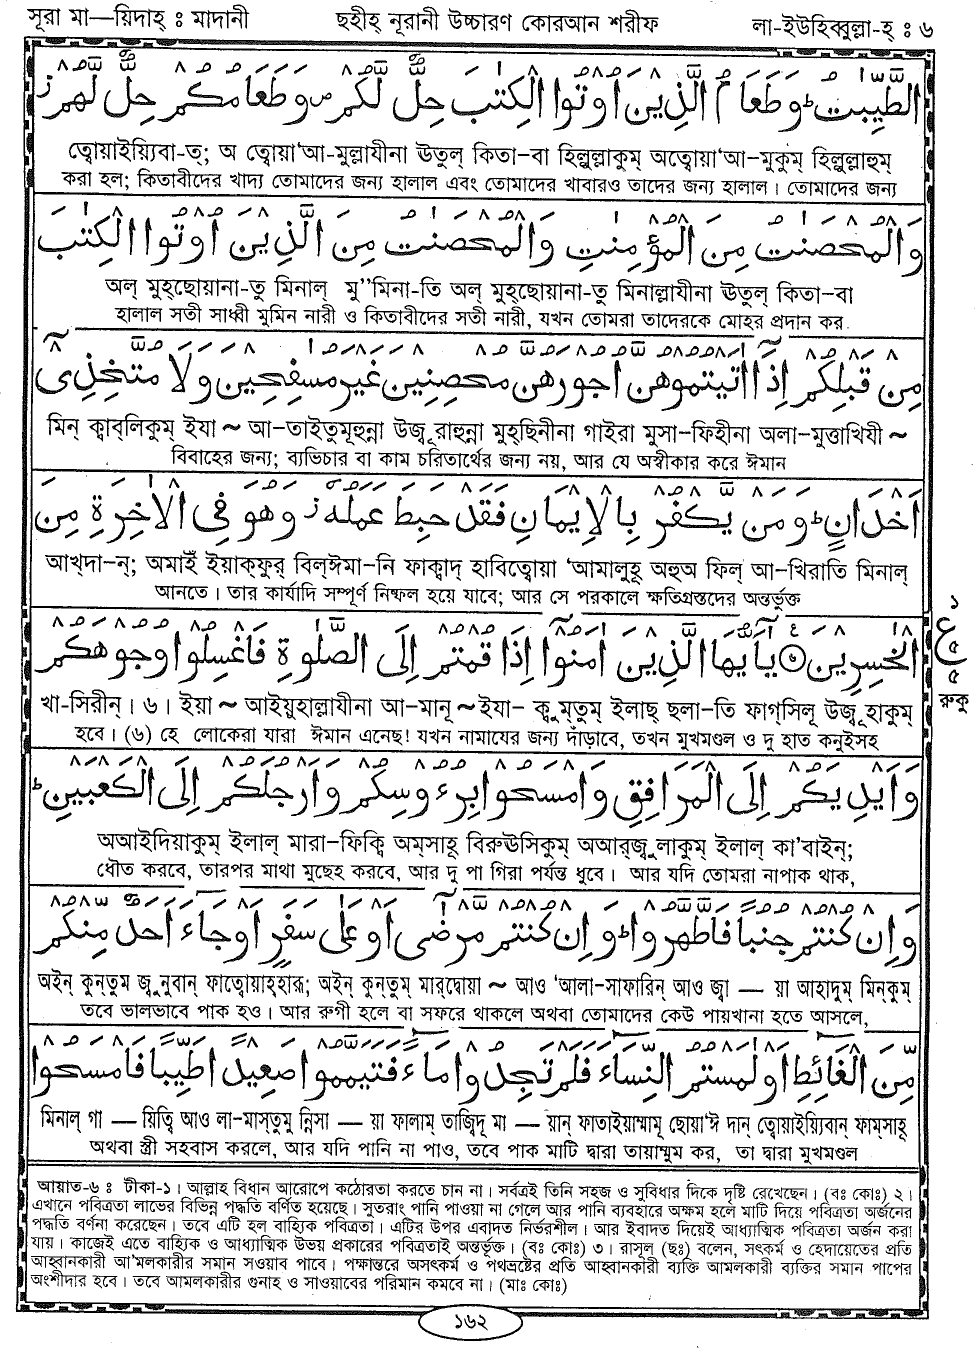 সূরা মা—য়িদাহ্ ঃ মাদানী
ছহীহ্ নূরানী উচ্চারণ কোরআন শরীফ
লা-ইউহিব্বুল্লা-হ্ ঃ ৬
الطَّيِّبٰتُ ؕ وَطَعَامُ الَّذِيْنَ اُوْتُوا الْكِتٰبَ حِلٌّ لَّكُمْ ۪ وَطَعَامُكُمْ حِلٌّ لَّهُمْ ؗ
ত্বোয়াইয়্যিবা-ত্; অ ত্বোয়া‘আ-মুল্লাযীনা ঊতুল্ কিতা-বা হিল্লুল্লাকুম্ অত্বোয়া‘আ-মুকুম্ হিল্লুল্লাহুম্
করা হল; কিতাবীদের খাদ্য তোমাদের জন্য হালাল এবং তোমাদের খাবারও তাদের জন্য হালাল। তোমাদের জন্য
وَالْمُحْصَنٰتُ مِنَ الْمُؤْمِنٰتِ وَالْمُحْصَنٰتُ مِنَ الَّذِيْنَ اُوْتُوا الْكِتٰبَ
অল্ মুহ্ছোয়ানা-তু মিনাল্ মু''মিনা-তি অল্ মুহ্ছোয়ানা-তু মিনাল্লাযীনা ঊতুল্ কিতা-বা
হালাল সতী সাধ্বী মুমিন নারী ও কিতাবীদের সতী নারী, যখন তোমরা তাদেরকে মোহর প্রদান কর
مِنْ قَبْلِكُمْ اِذَاۤ اٰتَيْتُمُوْهُنَّ اُجُوْرَهُنَّ مُحْصِنِيْنَ غَيْرَ مُسٰفِحِيْنَ وَلَا مُتَّخِذِيْۤ
মিন্ ক্বাব্লিকুম্ ইযা ~ আ-তাইতুমূহুন্না উজূ রাহুন্না মুহ্ছিনীনা গাইরা মুসা-ফিহীনা অলা-মুত্তাখিযী ~
বিবাহের জন্য; ব্যভিচার বা কাম চরিতার্থের জন্য নয়, আর যে অস্বীকার করে ঈমান
اَخْدَانٍ ؕ وَمَنْ يَّكْفُرْ بِالْاِيْمَانِ فَقَدْ حَبِطَ عَمَلُهٗ ؗ وَهُوَ فِى الْاٰخِرَةِ مِنَ
আখ্দা-ন্; অমাইঁ ইয়াক্ফুর্ বিল্ঈমা-নি ফাক্বাদ্ হাবিত্বোয়া ‘আমালুহূ অহুঅ ফিল্ আ-খিরাতি মিনাল্
আনতে। তার কার্যাদি সম্পূর্ণ নিষ্ফল হয়ে যাবে; আর সে পরকালে ক্ষতিগ্রস্তদের অন্তর্ভুক্ত
الْخٰسِرِيْنَ ۝ يٰۤاَيُّهَا الَّذِيْنَ اٰمَنُوْۤا اِذَا قُمْتُمْ اِلَى الصَّلٰوةِ فَاغْسِلُوْا وُجُوْهَكُمْ
১
ع
৫
৫
রুকু
খা-সিরীন্। ৬। ইয়া ~ আইয়ুহাল্লাযীনা আ-মানূ ~ ইযা- ক্বুম্তুম্ ইলাছ্ ছলা-তি ফাগ্সিলূ উজূ হাকুম্
হবে। (৬) হে লোকেরা যারা ঈমান এনেছ! যখন নামাযের জন্য দাঁড়াবে, তখন মুখমণ্ডল ও দু হাত কনুইসহ
وَاَيْدِيَكُمْ اِلَى الْمَرَافِقِ وَامْسَحُوْا بِرُءُوْسِكُمْ وَاَرْجُلَكُمْ اِلَى الْكَعْبَيْنِ ؕ
অআইদিয়াকুম্ ইলাল্ মারা-ফিক্বি অম্সাহূ বিরুঊসিকুম্ অআর্জুলাকুম্ ইলাল্ কা'বাইন্;
ধৌত করবে, তারপর মাথা মুছেহ করবে, আর দু পা গিরা পর্যন্ত ধুবে। আর যদি তোমরা নাপাক থাক,
وَاِنْ كُنْتُمْ جُنُبًا فَاطَّهَّرُوْا ؕ وَاِنْ كُنْتُمْ مَّرْضٰۤى اَوْ عَلٰى سَفَرٍ اَوْ جَآءَ اَحَدٌ مِّنْكُمْ
অইন্ কুন্তুম জুনুবান্ ফাত্বোয়াহ্হারূ; অইন্ কুন্তুম্ মার্দ্বোয়া ~ আও ‘আলা-সাফারিন্ আও জ্বা — য়া আহাদুম্ মিন্কুম্
তবে ভালভাবে পাক হও। আর রুগী হলে বা সফরে থাকলে অথবা তোমাদের কেউ পায়খানা হতে আসলে,
مِّنَ الْغَآئِطِ اَوْ لٰمَسْتُمُ النِّسَآءَ فَلَمْ تَجِدُوْا مَآءً فَتَيَمَّمُوْا صَعِيْدًا طَيِّبًا فَامْسَحُوْا
মিনাল্ গা — য়িত্বি আও লা-মাস্তুমু ন্নিসা — য়া ফালাম্ তাজ্বিদূ মা — য়ান্ ফাতাইয়াম্মামূ ছোয়া‘ঈ দান্ ত্বোয়াইয়্যিবান্ ফাম্সাহূ
অথবা স্ত্রী সহবাস করলে, আর যদি পানি না পাও, তবে পাক মাটি দ্বারা তায়াম্মুম কর, তা দ্বারা মুখমণ্ডল
আয়াত-৬ ঃ টীকা-১। আল্লাহ বিধান আরোপে কঠোরতা করতে চান না। সর্বত্রই তিনি সহজ ও সুবিধার দিকে দৃষ্টি রেখেছেন। (বঃ কোঃ) ২।
এখানে পবিত্রতা লাভের বিভিন্ন পদ্ধতি বর্ণিত হয়েছে। সুতরাং পানি পাওয়া না গেলে আর পানি ব্যবহারে অক্ষম হলে মাটি দিয়ে পবিত্রতা অর্জনের
পদ্ধতি বর্ণনা করেছেন। তবে এটি হল বাহ্যিক পবিত্রতা। এটির উপর এবাদত নির্ভরশীল। আর ইবাদত দিয়েই আধ্যাত্মিক পবিত্রতা অর্জন করা
যায়। কাজেই এতে বাহ্যিক ও আধ্যাত্মিক উভয় প্রকারের পবিত্রতাই অন্তর্ভুক্ত। (বঃ কোঃ) ৩। রাসূল (ছঃ) বলেন, সৎকর্ম ও হেদায়েতের প্রতি
আহ্বানকারী আ'মলকারীর সমান সওয়াব পাবে। পক্ষান্তরে অসৎকর্ম ও পথভ্রষ্টের প্রতি আহ্বানকারী ব্যক্তি আমলকারী ব্যক্তির সমান পাপের
অংশীদার হবে। তবে আমলকারীর গুনাহ ও সাওয়াবের পরিমান কমবে না। (মাঃ কোঃ)
১৬২